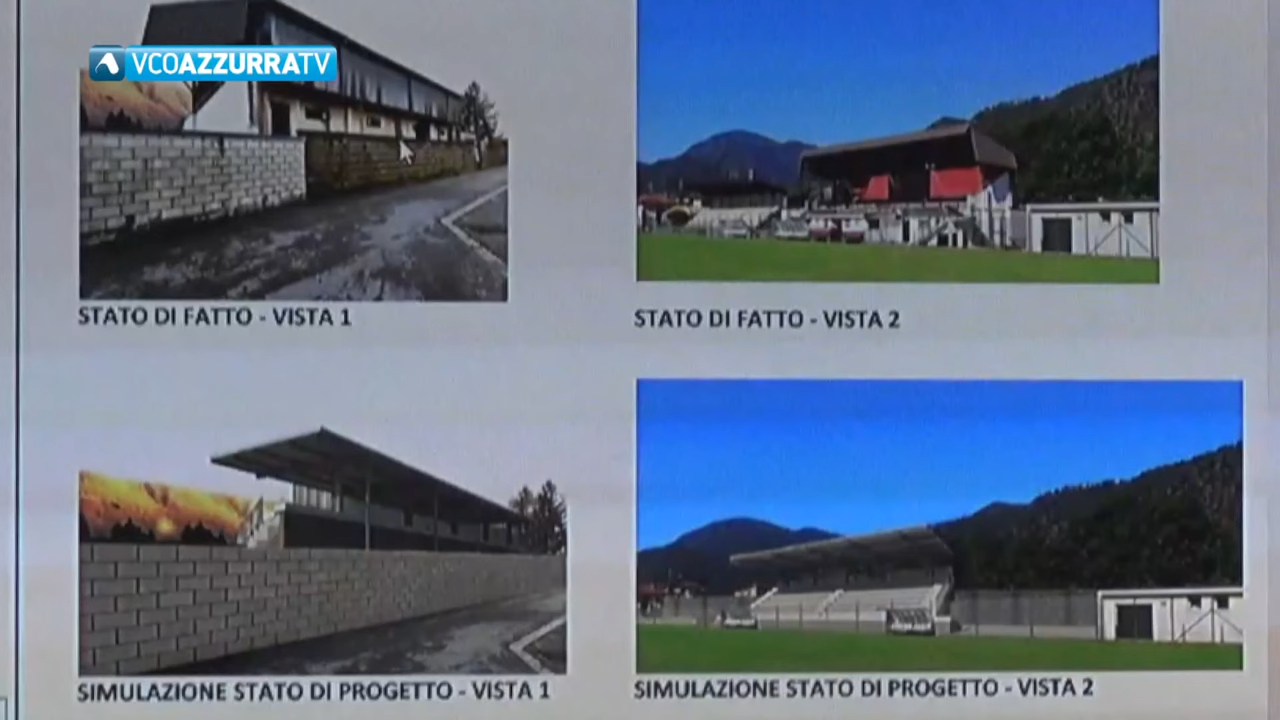 VCOAZZURRATV
STATO DI FATTO - VISTA 1
STATO DI FATTO - VISTA 2
SIMULAZIONE STATO DI PROGETTO - VISTA 1
SIMULAZIONE STATO DI PROGETTO - VISTA 2